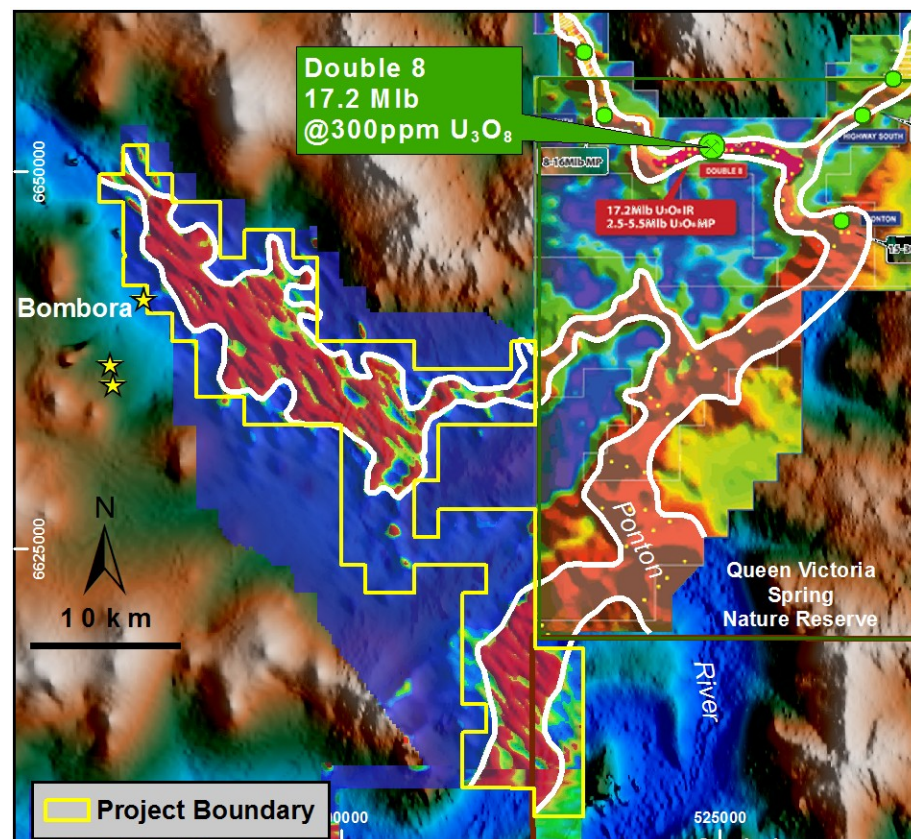 Double 8
17.2 Mlb
@300ppm U₃O₈
HIGHWAY SOUTH
8-16Mlb MP
DOUBLE 8
17.2Mlb U₃O₈ IR
2.5-5.5Mlb U₃O₈ MP
6650000
Bombora
N
10 km
6625000
Ponton
River
Queen Victoria
Spring
Nature Reserve
Project Boundary
525000